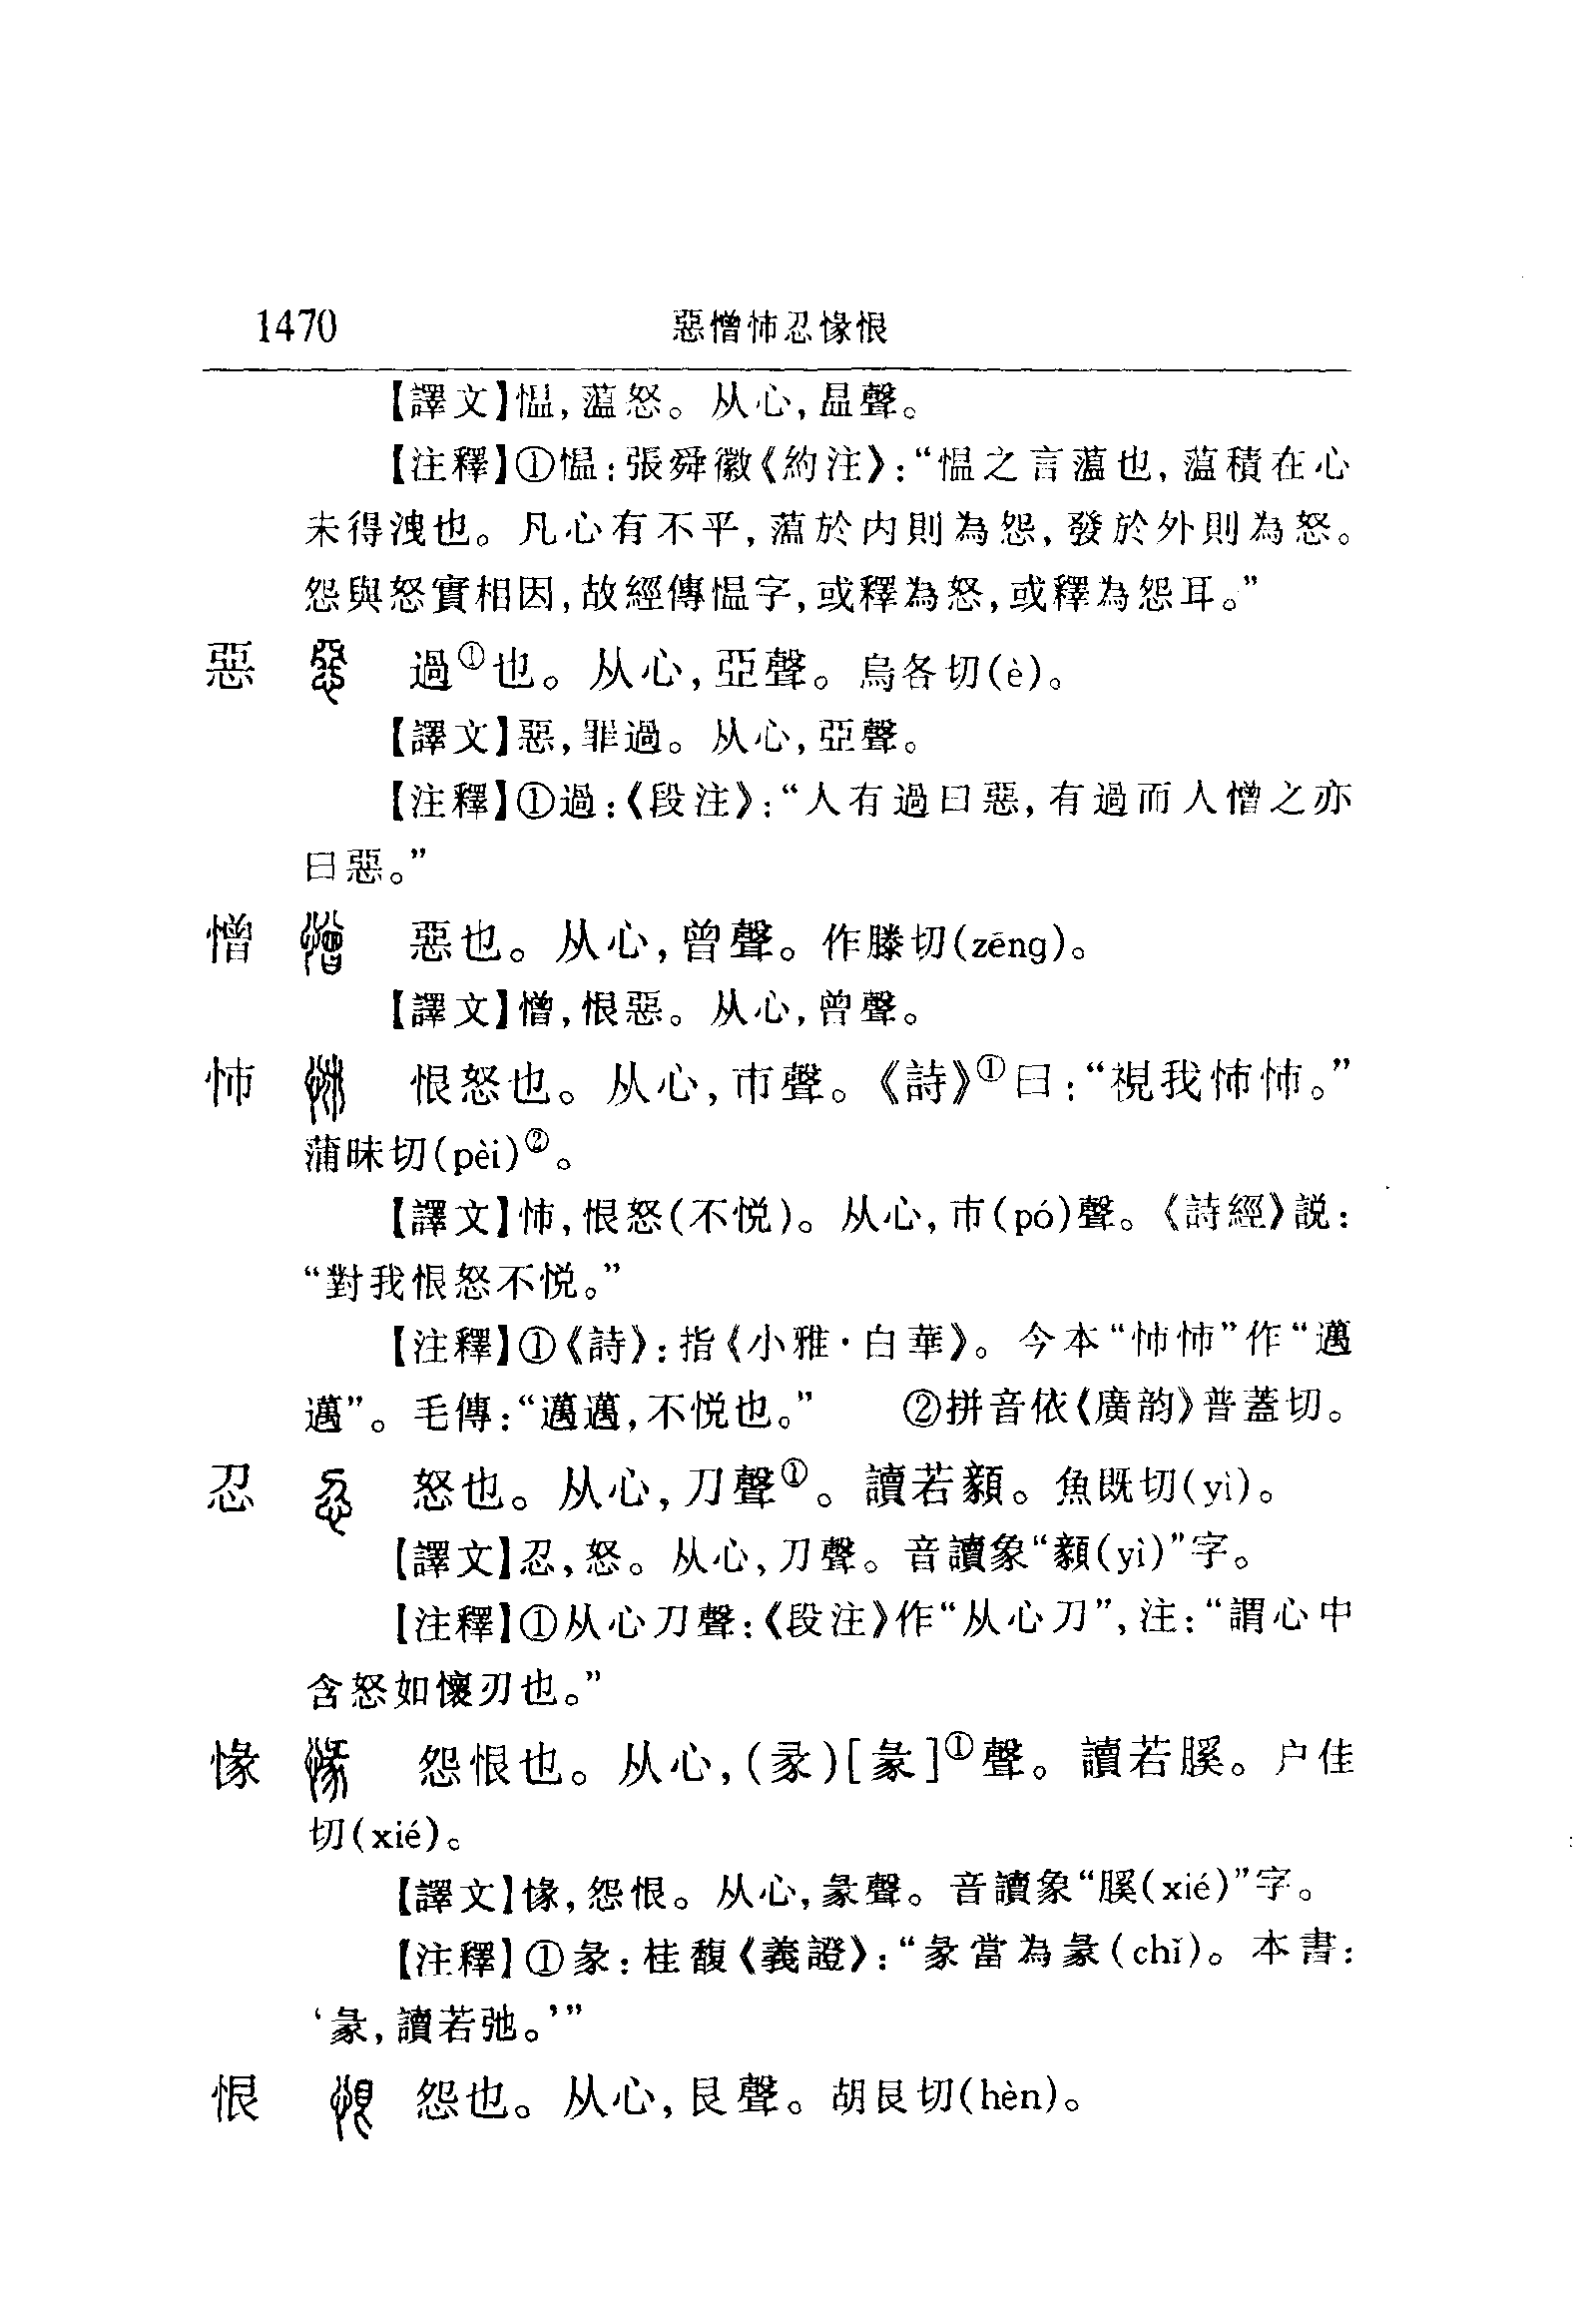 1470 惡憎怖忍㥟恨
【譯文】愠,藴怒。从心,昷聲。
【注釋】①愠:張舜徽《約注》:“愠之言藴也,藴積在心
未得洩也。凡心有不平,藴於内則為怨,發於外則為怒。
怨與怒實相因,故經傳愠字,或釋為怒,或釋為怨耳。”
惡 過①也。从心,亞聲。烏各切(è)。
【譯文】惡,罪過。从心,亞聲。
【注釋】①過:《段注》:“人有過曰惡,有過而人憎之亦
曰惡。”
憎 惡也。从心,曾聲。作滕切(zēng)。
【譯文】憎,恨惡。从心,曾聲。
㤄 恨怒也。从心,巿聲。《詩》①曰:“視我㤄㤄。”
蒲昧切(pèi)②。
【譯文】㤄,恨怒(不悦)。从心,巿(pó)聲。《詩經》説:
“對我恨怒不悦。”
【注釋】①《詩》:指《小雅·白華》。今本“㤄㤄”作“邁
邁”。毛傳:“邁邁,不悦也。” ②拼音依《廣韵》普蓋切。
忍 怒也。从心,刀聲①。讀若顡。魚既切(yì)。
【譯文】忍,怒。从心,刀聲。音讀象“顡(yì)”字。
【注釋】①从心刀聲:《段注》作“从心刀”,注:“謂心中
含怒如懷刃也。”
㥟 怨恨也。从心,(彖)[彖]①聲。讀若膎。户佳
切(xié)。
【譯文】㥟,怨恨。从心,彖聲。音讀象“膎(xié)”字。
【注釋】①彖:桂馥《義證》:“彖當為彖(chǐ)。本書:
‘彖,讀若弛。’”
恨 怨也。从心,艮聲。胡艮切(hèn)。